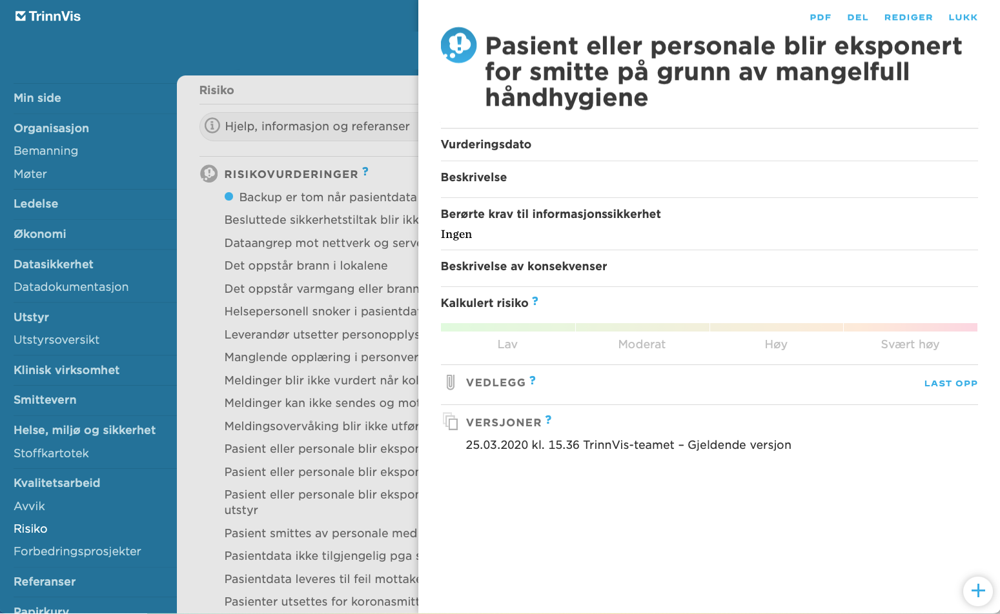 TrinnVis
Min side
Organisasjon
Bemanning
Møter
Ledelse
Økonomi
Datasikkerhet
Datadokumentasjon
Utstyr
Utstyrsoversikt
Klinisk virksomhet
Smittevern
Helse, miljø og sikkerhet
Stoffkartotek
Kvalitetsarbeid
Avvik
Risiko
Forbedringsprosjekter
Referanser
Papirkurv
Risiko
Hjelp, informasjon og referanser
RISIKOVURDERINGER ?
Backup er tom når pasientdata
Besluttede sikkerhetstiltak blir ikk
Dataangrep mot nettverk og serve
Det oppstår brann i lokalene
Det oppstår varmgang eller brann
Helsepersonell snoker i pasientdat
Leverandør utsetter personopplys
Manglende opplæring i personver
Meldinger blir ikke vurdert når kol
Meldinger kan ikke sendes og mot
Meldingsovervåking blir ikke utfør
Pasient eller personale blir ekspon
Pasient eller personale blir ekspon
Pasient eller personale blir ekspon
utstyr
Pasient smittes av personale med
Pasientdata ikke tilgjengelig pga s
Pasientdata leveres til feil mottake
Pasienter utsettes for koronasmitt
PDF DEL REDIGER LUKK
Pasient eller personale blir eksponert
for smitte på grunn av mangelfull
håndhygiene
Vurderingsdato
Beskrivelse
Berørte krav til informasjonssikkerhet
Ingen
Beskrivelse av konsekvenser
Kalkulert risiko ?
Lav Moderat Høy Svært høy
VEDLEGG ? LAST OPP
VERSJONER ?
25.03.2020 kl. 15.36 TrinnVis-teamet – Gjeldende versjon